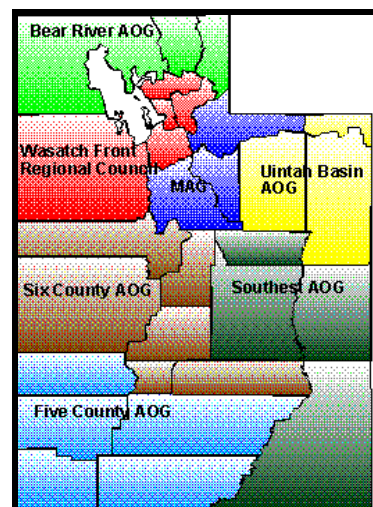 Bear River AOG
Wasatch Front
Regional Council
MAG
Uintah Basin
AOG
Six County AOG
Southest AOG
Five County AOG